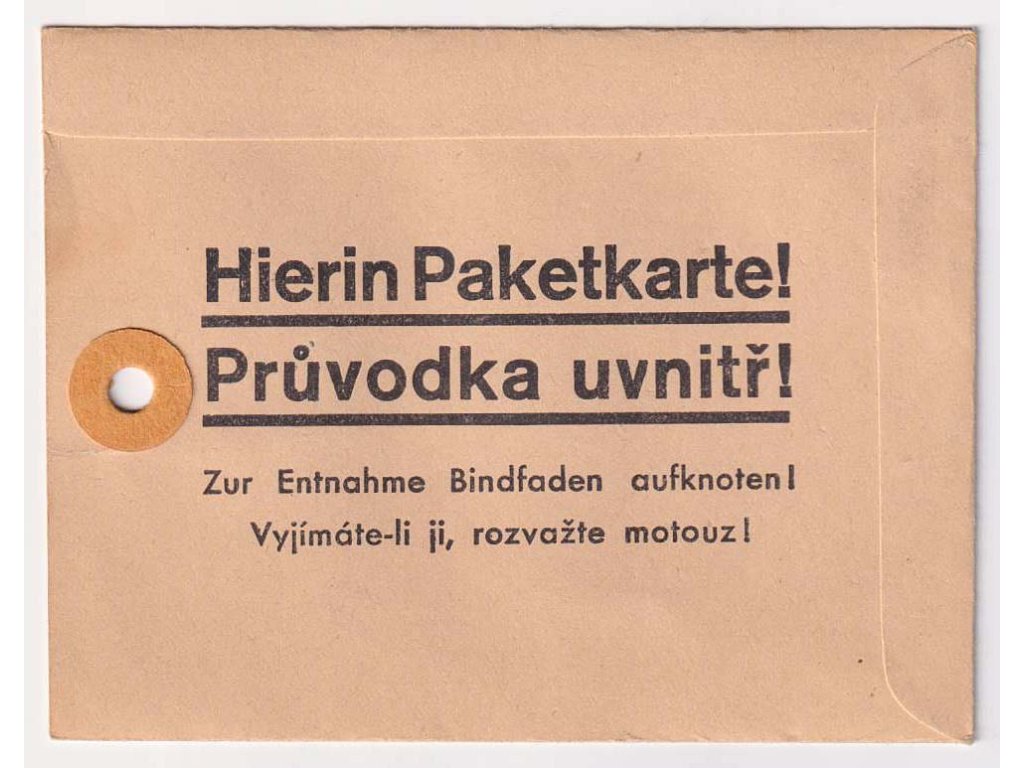 Hierin Paketkarte!
Průvodka uvnitř!
Zur Entnahme Bindfaden aufknoten!
Vyjímáte-li ji, rozvažte motouz!